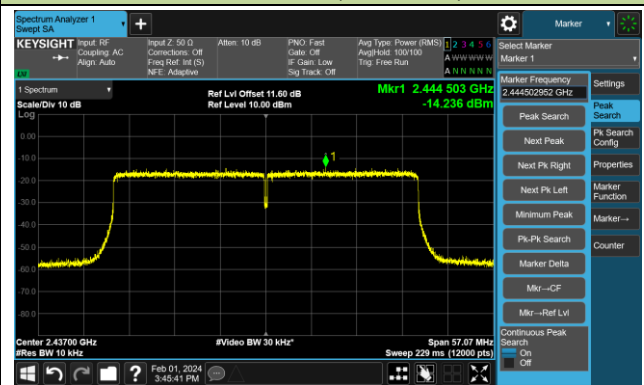 Spectrum Analyzer 1
Swept SA
+
Marker
KEYSIGHT
Input: RF
Coupling: AC
Align: Auto
Input Z: 50 Ω
Corrections: Off
Freq Ref: Int (S)
NFE: Adaptive
Atten: 10 dB
PNO: Fast
Gate: Off
IF Gain: Low
Sig Track: Off
Avg Type: Power (RMS)
Avg|Hold: 100/100
Trig: Free Run
1 2 3 4 5 6
A W W W W W
A N N N N N
LXI
Select Marker
Marker 1
1 Spectrum
Scale/Div 10 dB
Log
Ref Lvl Offset 11.60 dB
Ref Level 10.00 dBm
Mkr1 2.444 503 GHz
-14.236 dBm
0.00
-10.0
-20.0
-30.0
-40.0
-50.0
-60.0
-70.0
-80.0
1
Center 2.43700 GHz
#Res BW 10 kHz
#Video BW 30 kHz*
Span 57.07 MHz
Sweep 229 ms (12000 pts)
Marker Frequency
2.444502952 GHz
Peak Search
Next Peak
Next Pk Right
Next Pk Left
Minimum Peak
Pk-Pk Search
Marker Delta
Mkr→CF
Mkr→Ref Lvl
Continuous Peak
Search
On
Off
Settings
Peak
Search
Pk Search
Config
Properties
Marker
Function
Marker→
Counter
?
Feb 01, 2024
3:45:41 PM